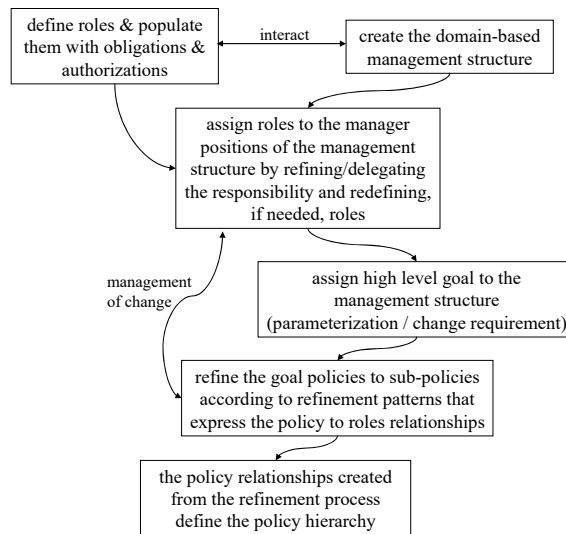 define roles & populate
them with obligations &
authorizations
interact
create the domain-based
management structure
assign roles to the manager
positions of the management
structure by refining/delegating
the responsibility and redefining,
if needed, roles
management
of change
assign high level goal to the
management structure
(parameterization / change requirement)
refine the goal policies to sub-policies
according to refinement patterns that
express the policy to roles relationships
the policy relationships created
from the refinement process
define the policy hierarchy